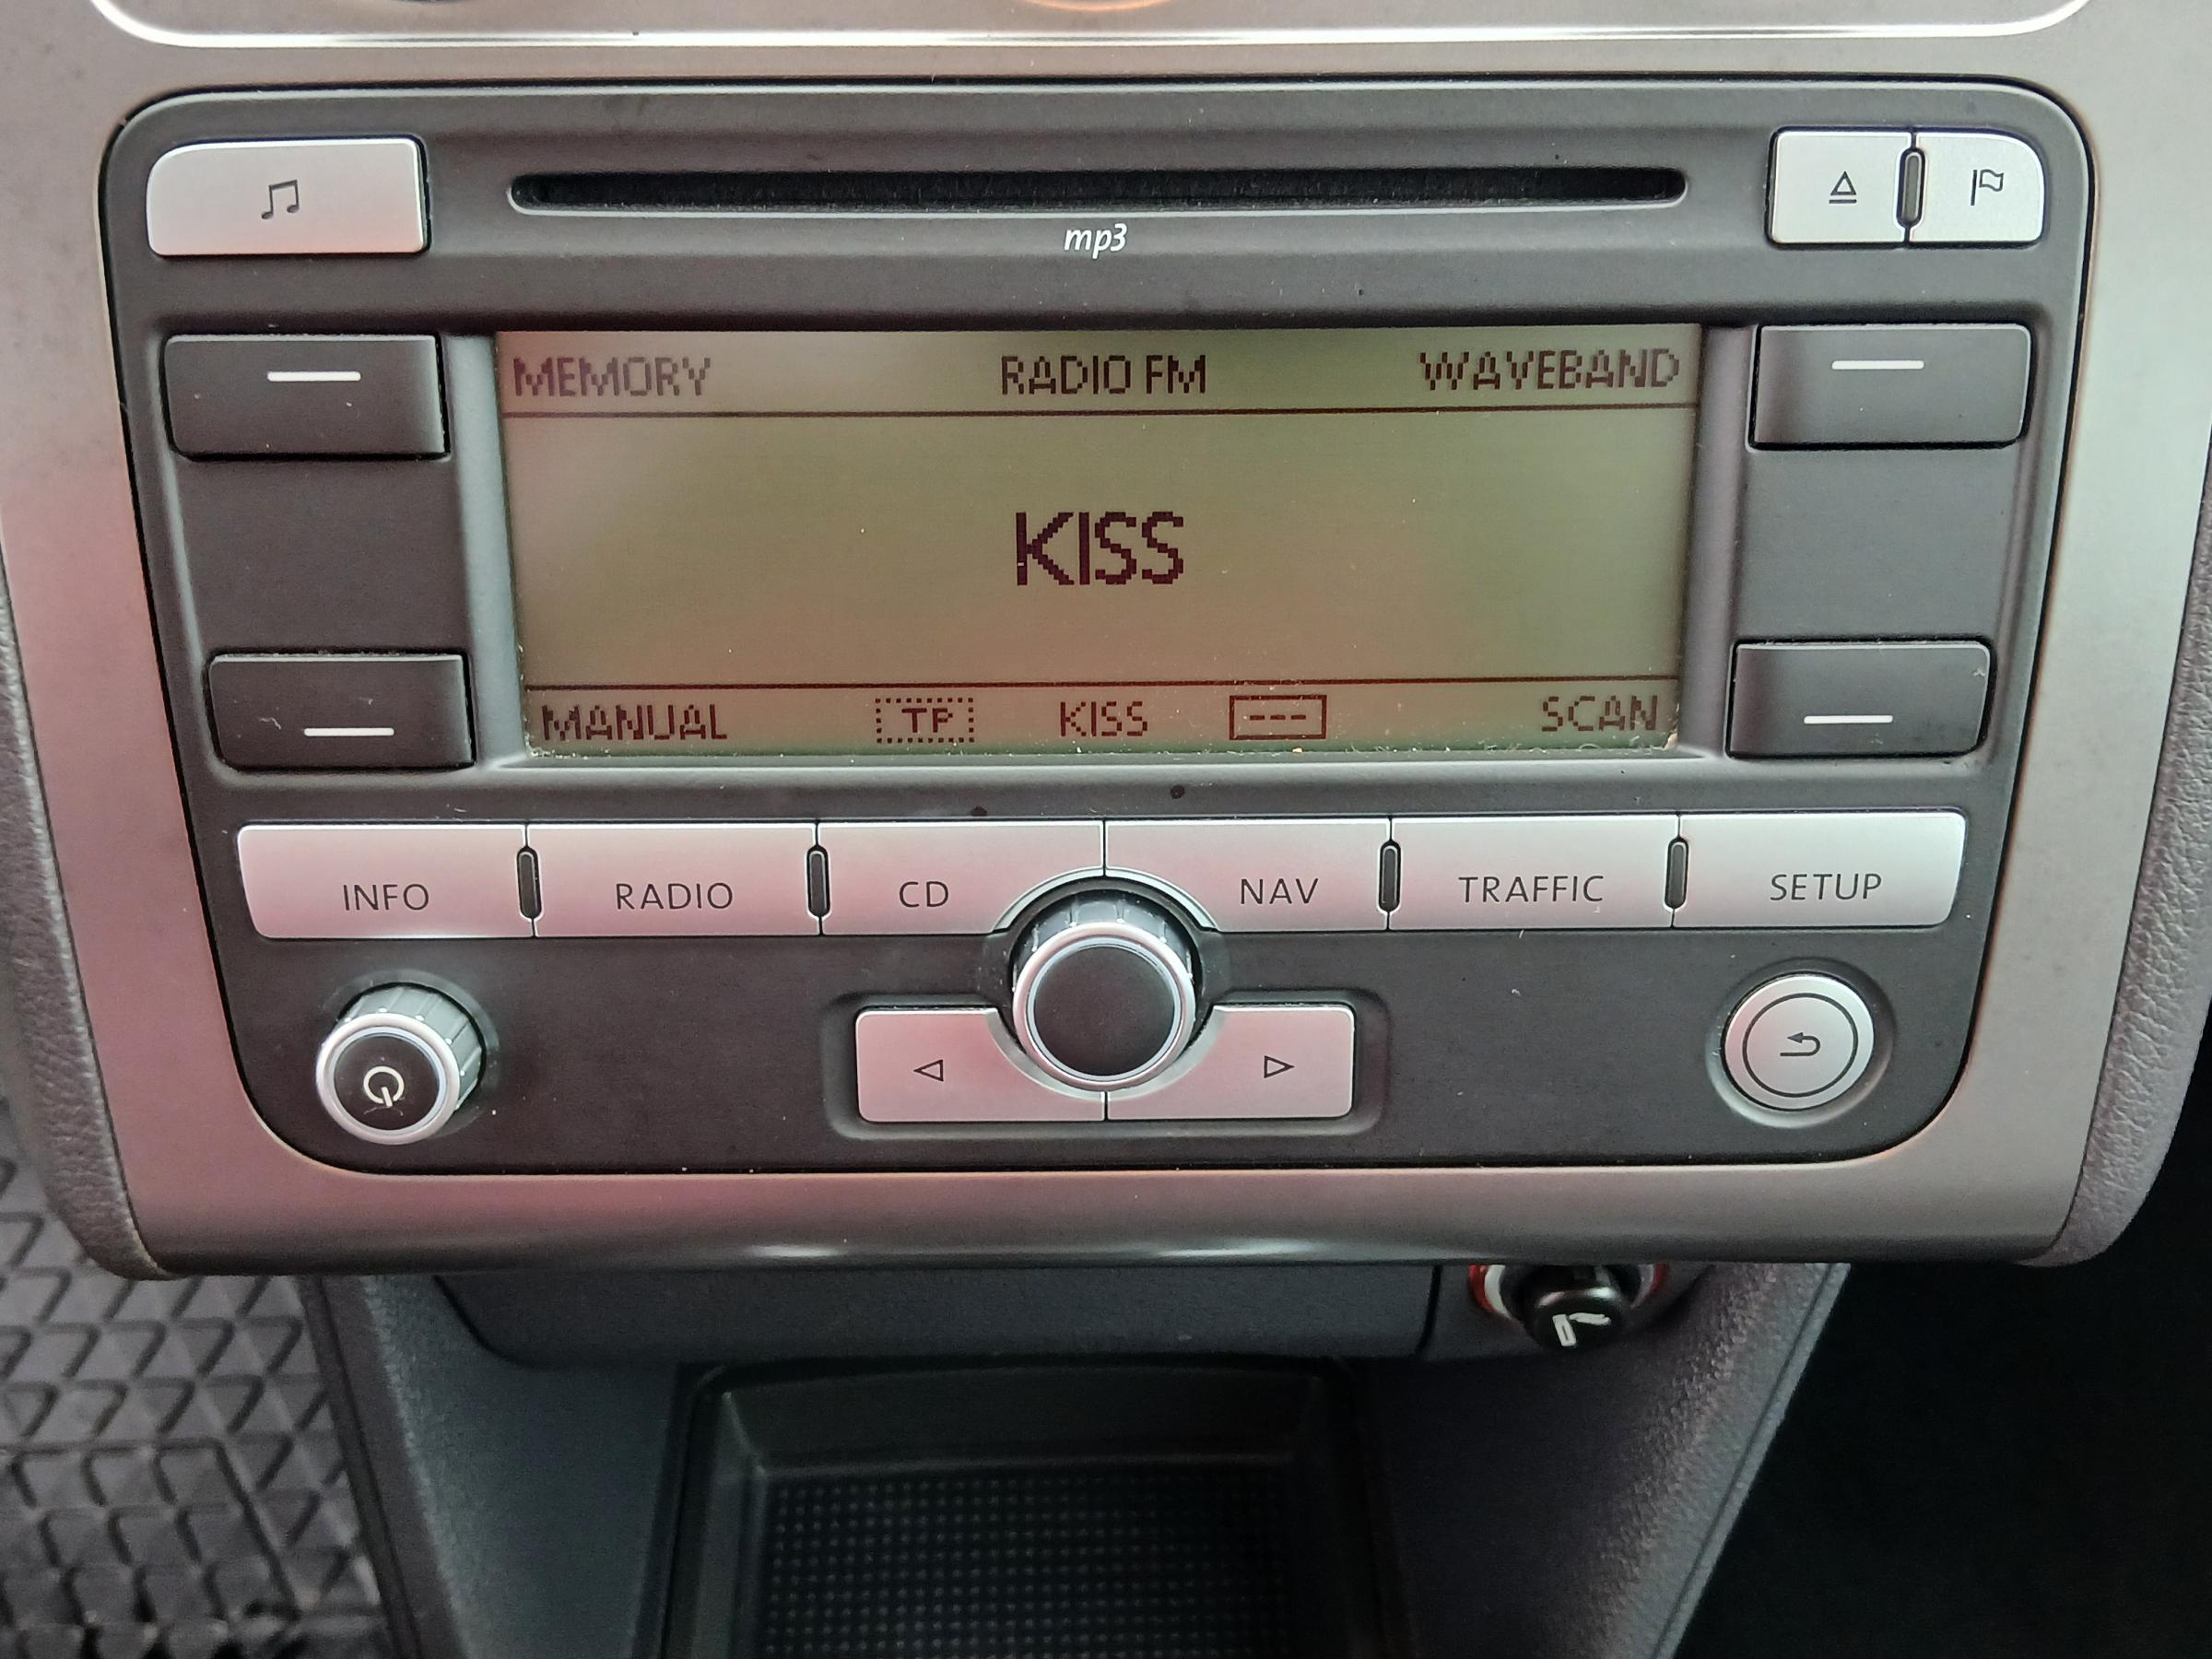 mp3
MEMORY RADIO FM WAVEBAND
KISS
MANUAL TP KISS --- SCAN
INFO RADIO CD NAV TRAFFIC SETUP